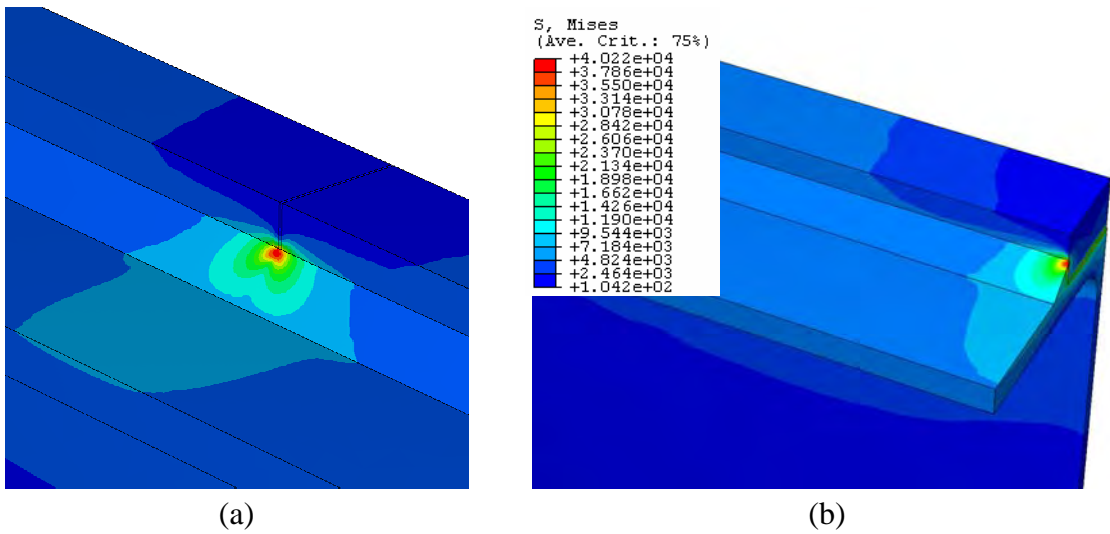 S, Mises
(Ave. Crit.: 75%)
+4.022e+04
+3.786e+04
+3.550e+04
+3.314e+04
+3.078e+04
+2.842e+04
+2.606e+04
+2.370e+04
+2.134e+04
+1.898e+04
+1.662e+04
+1.426e+04
+1.190e+04
+9.544e+03
+7.184e+03
+4.824e+03
+2.464e+03
+1.042e+02
(a)
(b)